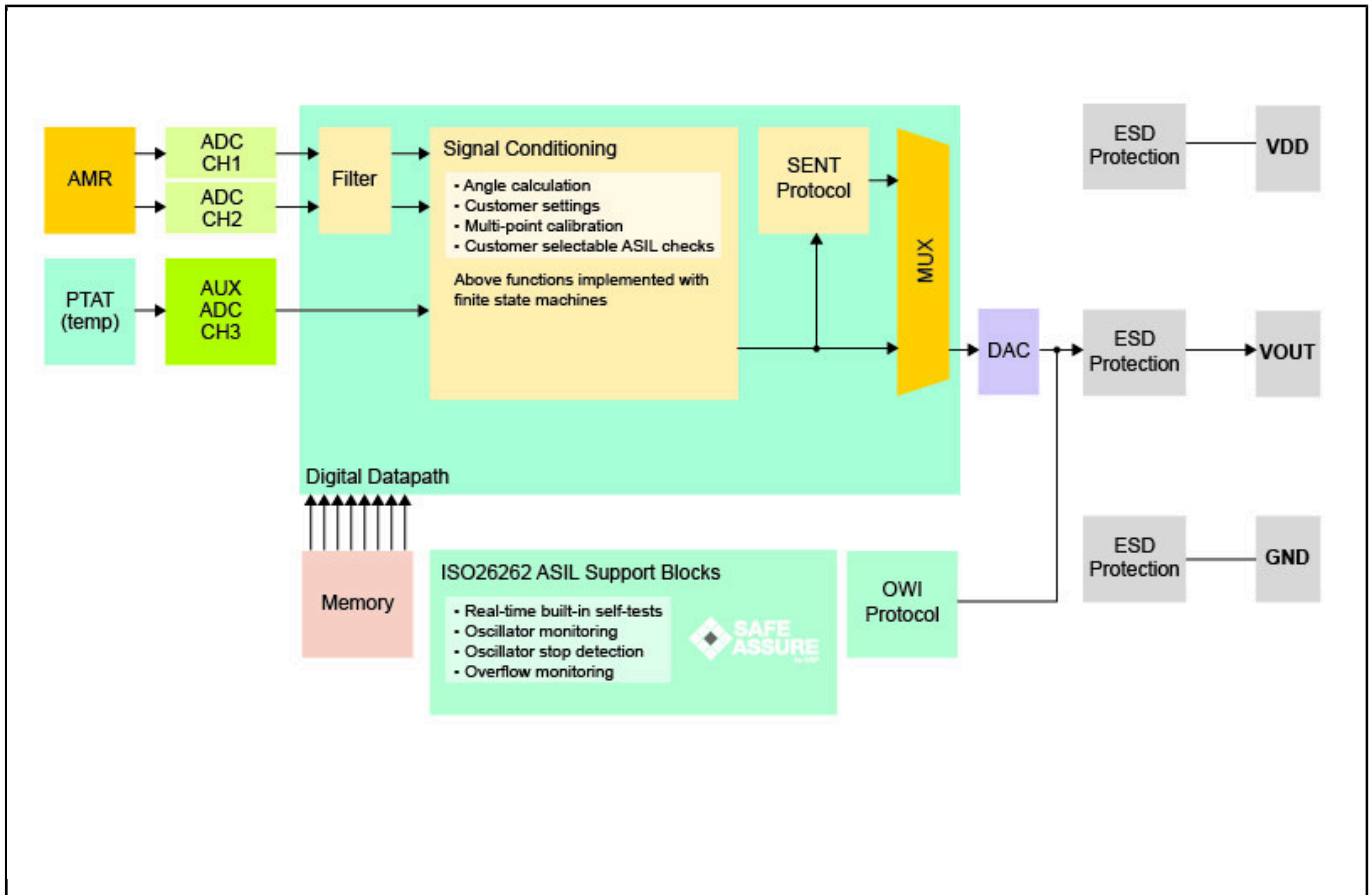 AMR
ADC
CH1
ADC
CH2
PTAT
(temp)
AUX
ADC
CH3
Filter
Signal Conditioning
- Angle calculation
- Customer settings
- Multi-point calibration
- Customer selectable ASIL checks
Above functions implemented with
finite state machines
SENT
Protocol
MUX
DAC
ESD
Protection
VDD
ESD
Protection
VOUT
ESD
Protection
GND
Digital Datapath
Memory
ISO26262 ASIL Support Blocks
- Real-time built-in self-tests
- Oscillator monitoring
- Oscillator stop detection
- Overflow monitoring
SAFE
ASSURE
OWI
Protocol